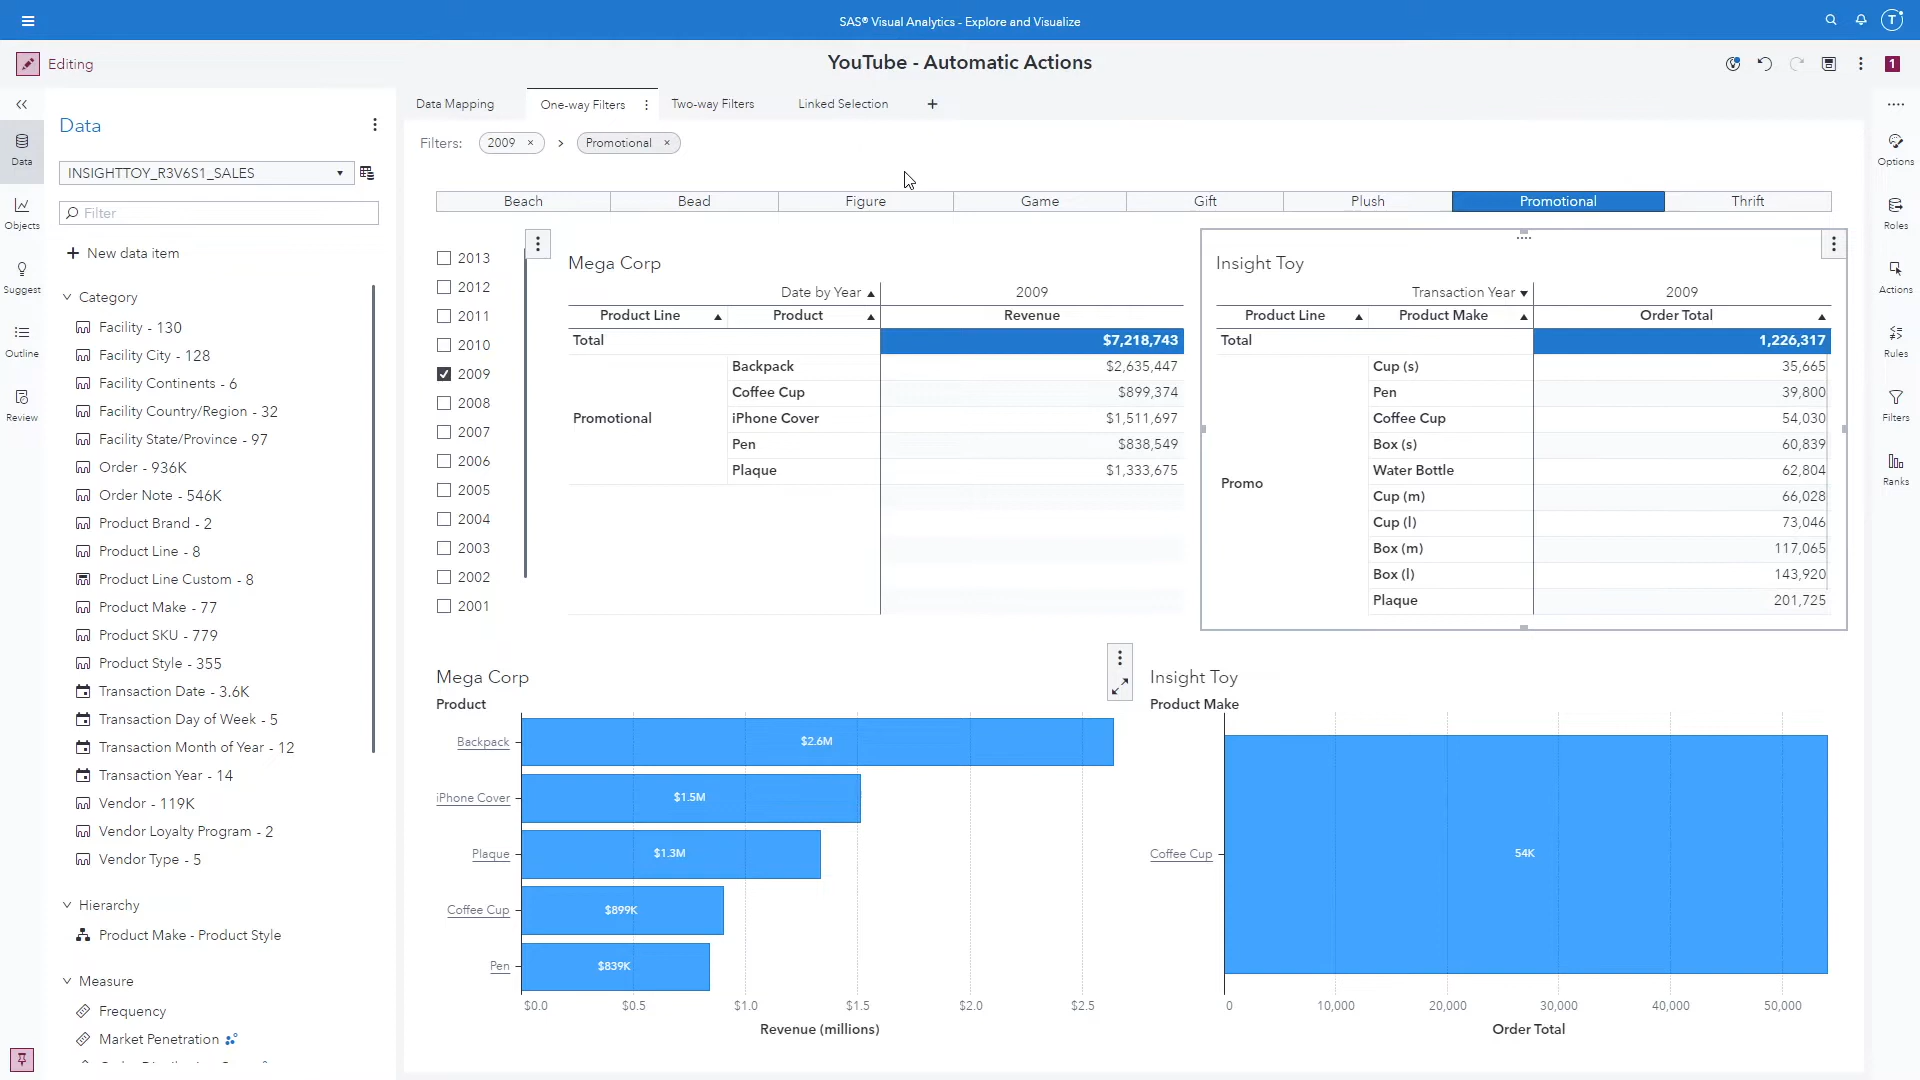 SAS® Visual Analytics - Explore and Visualize
T
Editing
YouTube - Automatic Actions
1
Data Mapping
One-way Filters
Two-way Filters
Linked Selection
Filters:
2009 ×
>
Promotional ×
Data
Objects
Suggest
Outline
Review
Data
INSIGHTTOY_R3V6S1_SALES
Filter
New data item
Category
Facility - 130
Facility City - 128
Facility Continents - 6
Facility Country/Region - 32
Facility State/Province - 97
Order - 936K
Order Note - 546K
Product Brand - 2
Product Line - 8
Product Line Custom - 8
Product Make - 77
Product SKU - 779
Product Style - 355
Transaction Date - 3.6K
Transaction Day of Week - 5
Transaction Month of Year - 12
Transaction Year - 14
Vendor - 119K
Vendor Loyalty Program - 2
Vendor Type - 5
Hierarchy
Product Make - Product Style
Measure
Frequency
Market Penetration
Beach Bead Figure Game Gift Plush Promotional Thrift
2013
2012
2011
2010
2009
2008
2007
2006
2005
2004
2003
2002
2001
Mega Corp
Date by Year 2009
Product Line Product Revenue
Total $7,218,743
Promotional
Backpack $2,635,447
Coffee Cup $899,374
iPhone Cover $1,511,697
Pen $838,549
Plaque $1,333,675
Insight Toy
Transaction Year 2009
Product Line Product Make Order Total
Total 1,226,317
Promo
Cup (s) 35,665
Pen 39,800
Coffee Cup 54,030
Box (s) 60,839
Water Bottle 62,804
Cup (m) 66,028
Cup (l) 73,046
Box (m) 117,065
Box (l) 143,920
Plaque 201,725
Mega Corp
Product
Backpack $2.6M
iPhone Cover $1.5M
Plaque $1.3M
Coffee Cup $899K
Pen $839K
$0.0 $0.5 $1.0 $1.5 $2.0 $2.5
Revenue (millions)
Insight Toy
Product Make
Coffee Cup 54K
0 10,000 20,000 30,000 40,000 50,000
Order Total
Options
Roles
Actions
Rules
Filters
Ranks